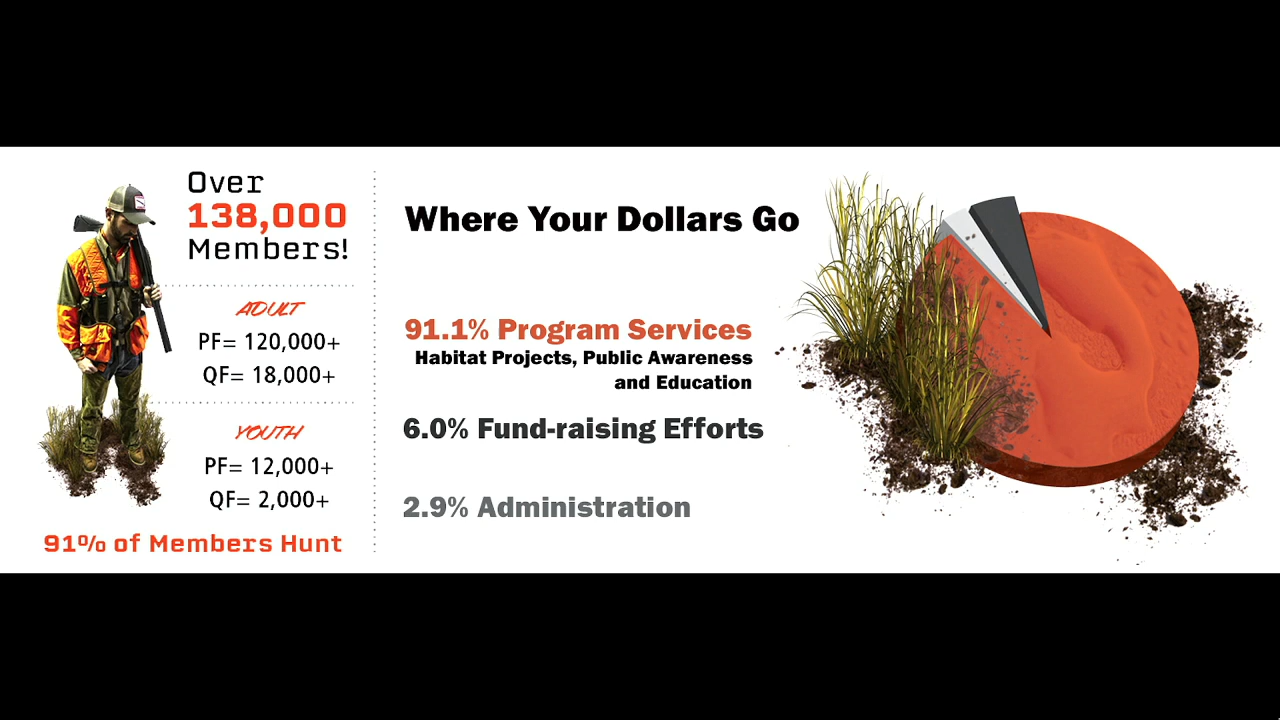 Over
138,000
Members!
ADULT
PF= 120,000+
QF= 18,000+
YOUTH
PF= 12,000+
QF= 2,000+
91% of Members Hunt
Where Your Dollars Go
91.1% Program Services
Habitat Projects, Public Awareness
and Education
6.0% Fund-raising Efforts
2.9% Administration